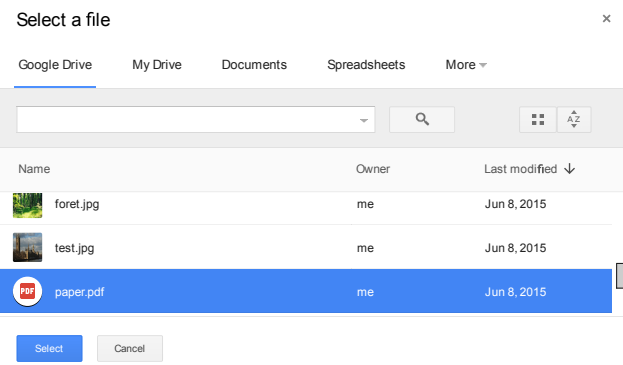 Select a file ×
Google Drive My Drive Documents Spreadsheets More
A Z
Name Owner Last modified
foret.jpg me Jun 8, 2015
test.jpg me Jun 8, 2015
PDF paper.pdf me Jun 8, 2015
Select Cancel